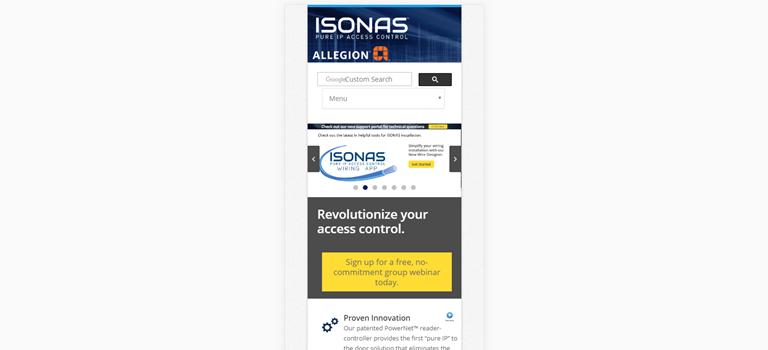 ISONAS
PURE IP ACCESS CONTROL
ALLEGION
Google Custom Search
Menu
Check out our new support portal for technical questions
Check you the latest in helpful tools for ISONAS installation.
Simplify your wiring
installation with our
New Wire Designer.
ISONAS
PURE IP ACCESS CONTROL
WIRING APP
Get Started
Revolutionize your
access control.
Sign up for a free, no-
commitment group webinar
today.
Proven Innovation
Our patented PowerNet™ reader-
controller provides the first "pure IP" to
the door solution that eliminates the